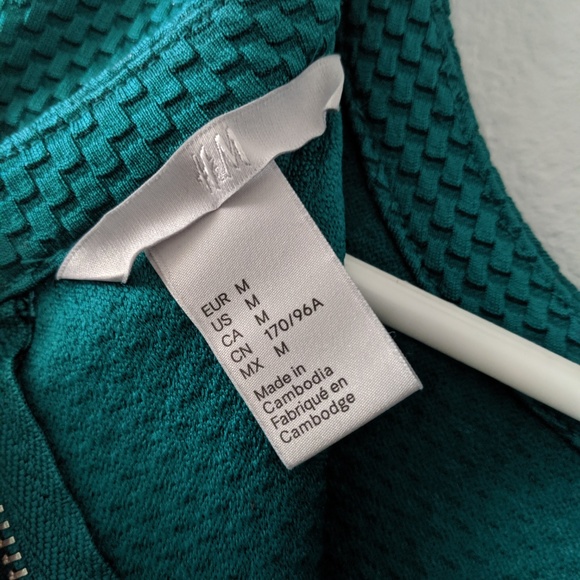 H&M
EUR M
US M
CA M
CN 170/96A
MX M
Made in
Cambodia
Fabriqué en
Cambodge